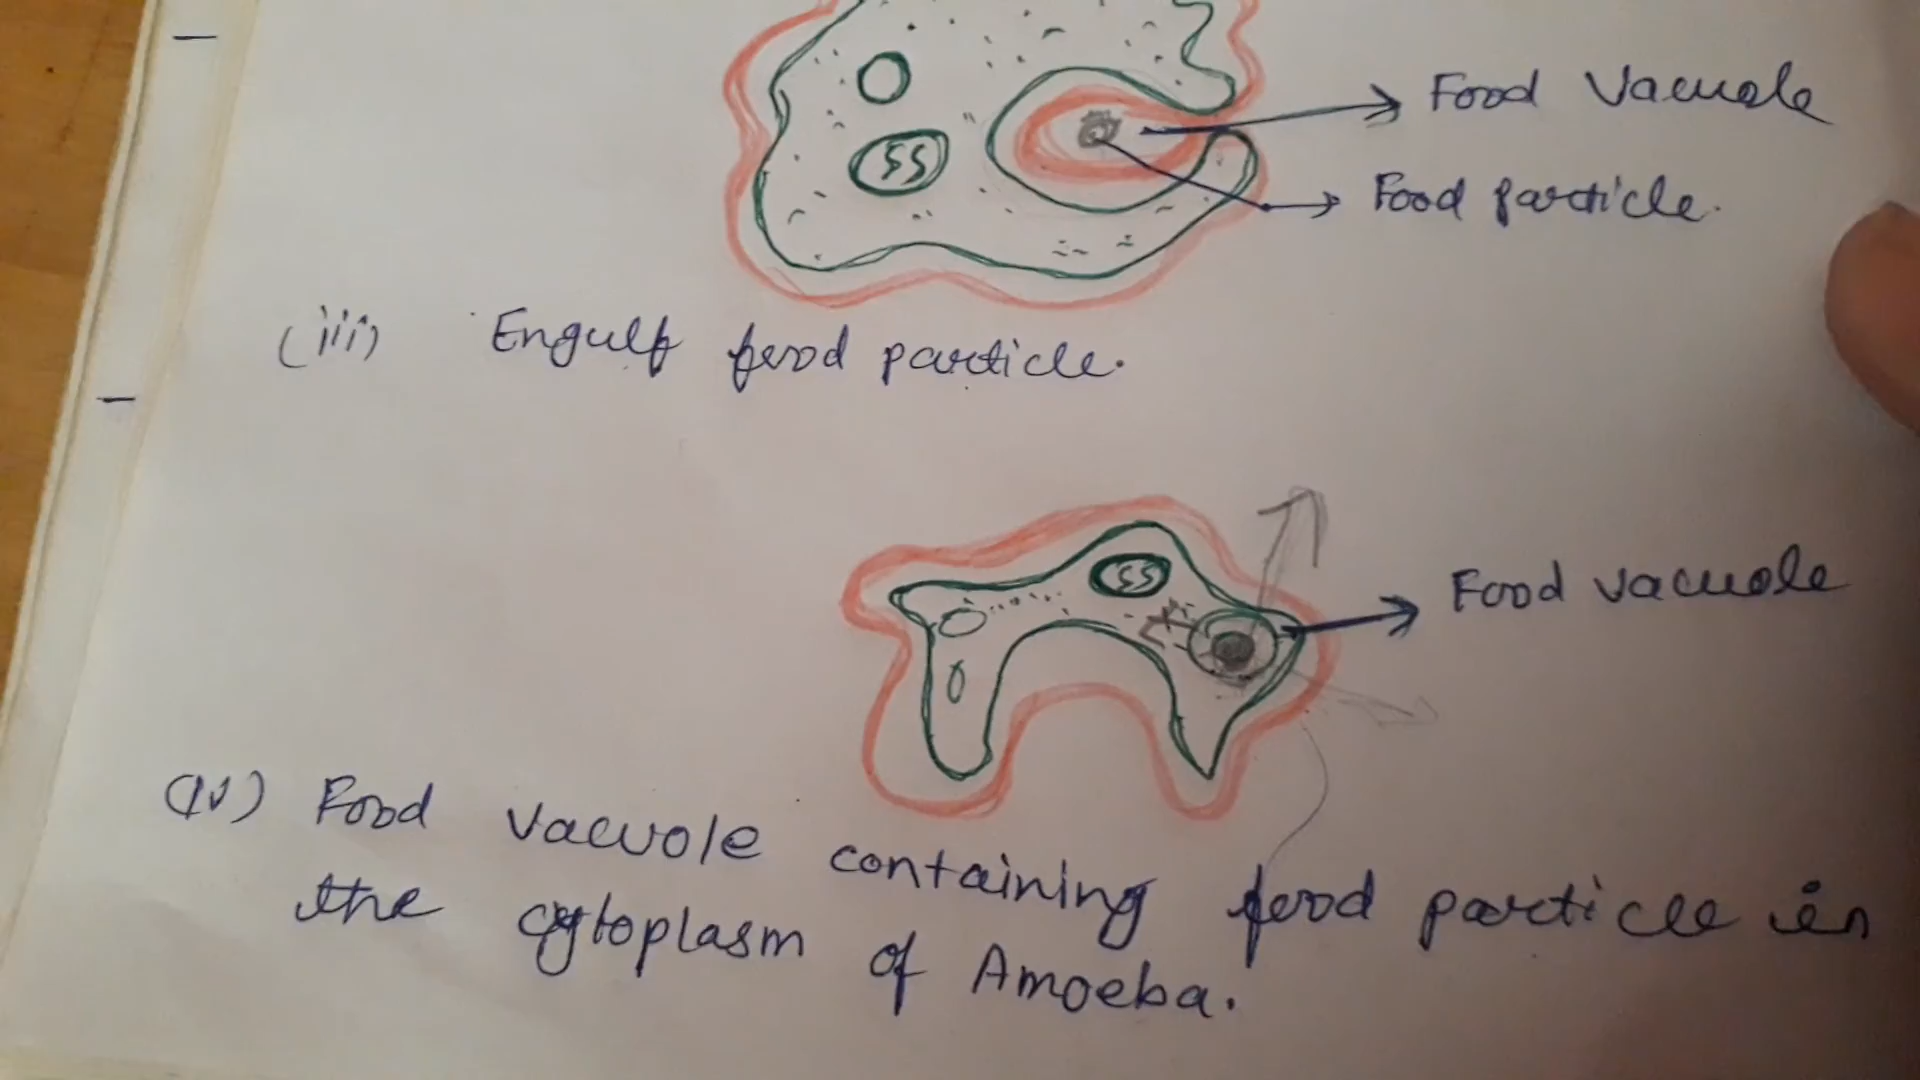 Food Vacuole
Food particle.
(iii) Engulf food particle.
Food vacuole
(iv) Food vacuole containing food particle in
the cytoplasm of Amoeba.